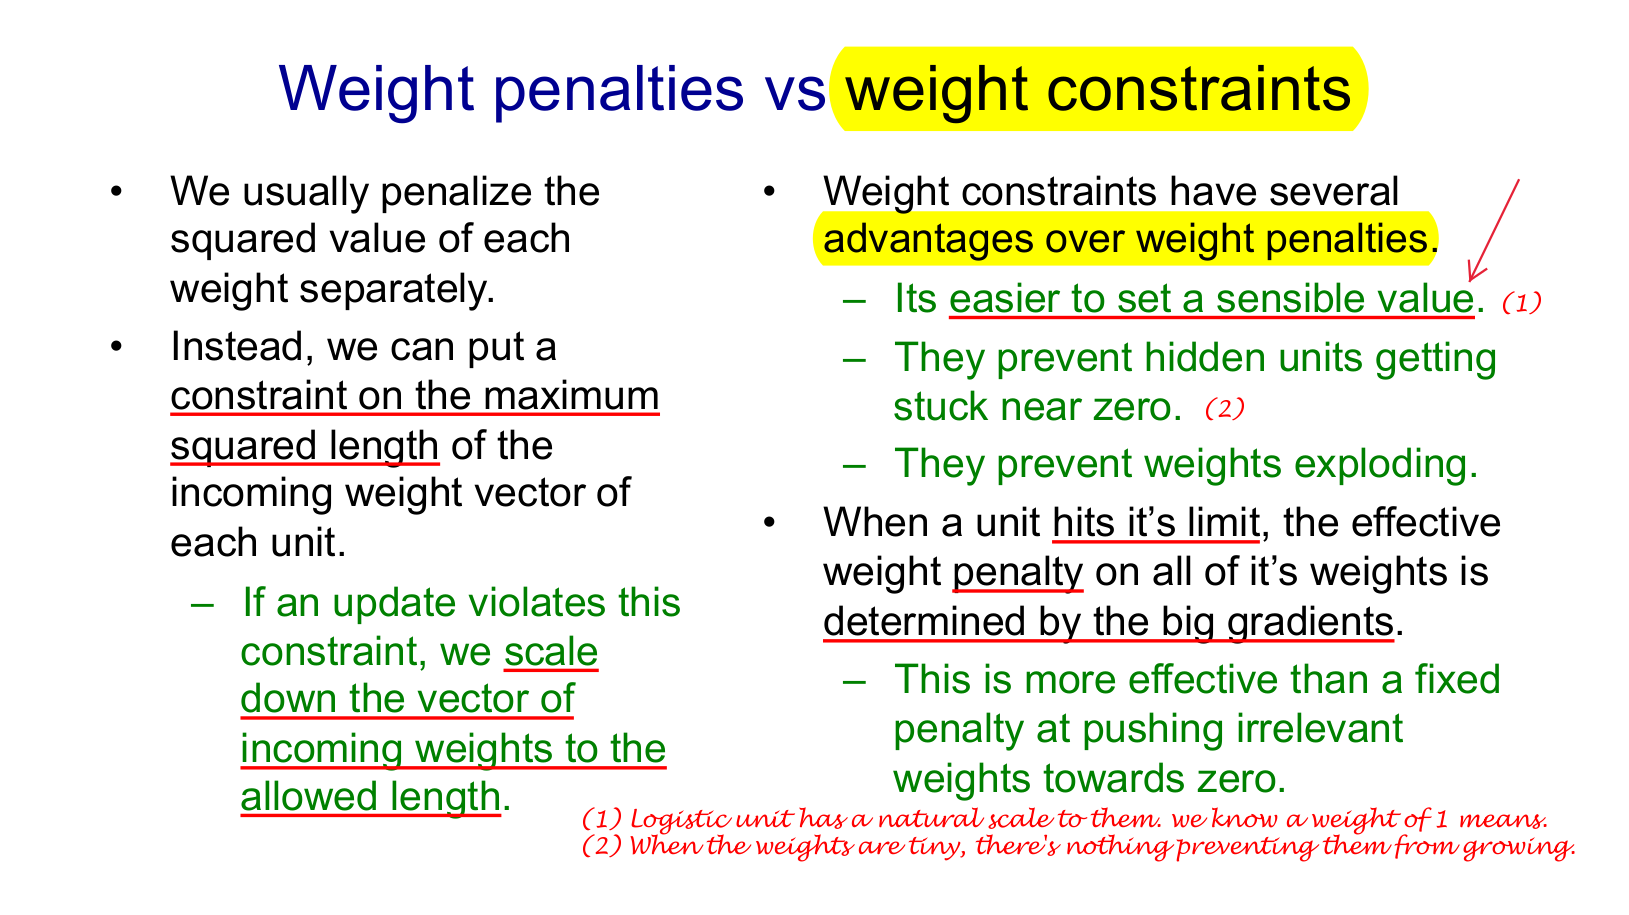 Weight penalties vs weight constraints
• We usually penalize the
squared value of each
weight separately.
• Instead, we can put a
constraint on the maximum
squared length of the
incoming weight vector of
each unit.
– If an update violates this
constraint, we scale
down the vector of
incoming weights to the
allowed length.
• Weight constraints have several
advantages over weight penalties.
– Its easier to set a sensible value. (1)
– They prevent hidden units getting
stuck near zero. (2)
– They prevent weights exploding.
• When a unit hits it’s limit, the effective
weight penalty on all of it’s weights is
determined by the big gradients.
– This is more effective than a fixed
penalty at pushing irrelevant
weights towards zero.
(1) Logistic unit has a natural scale to them. we know a weight of 1 means.
(2) When the weights are tiny, there's nothing preventing them from growing.